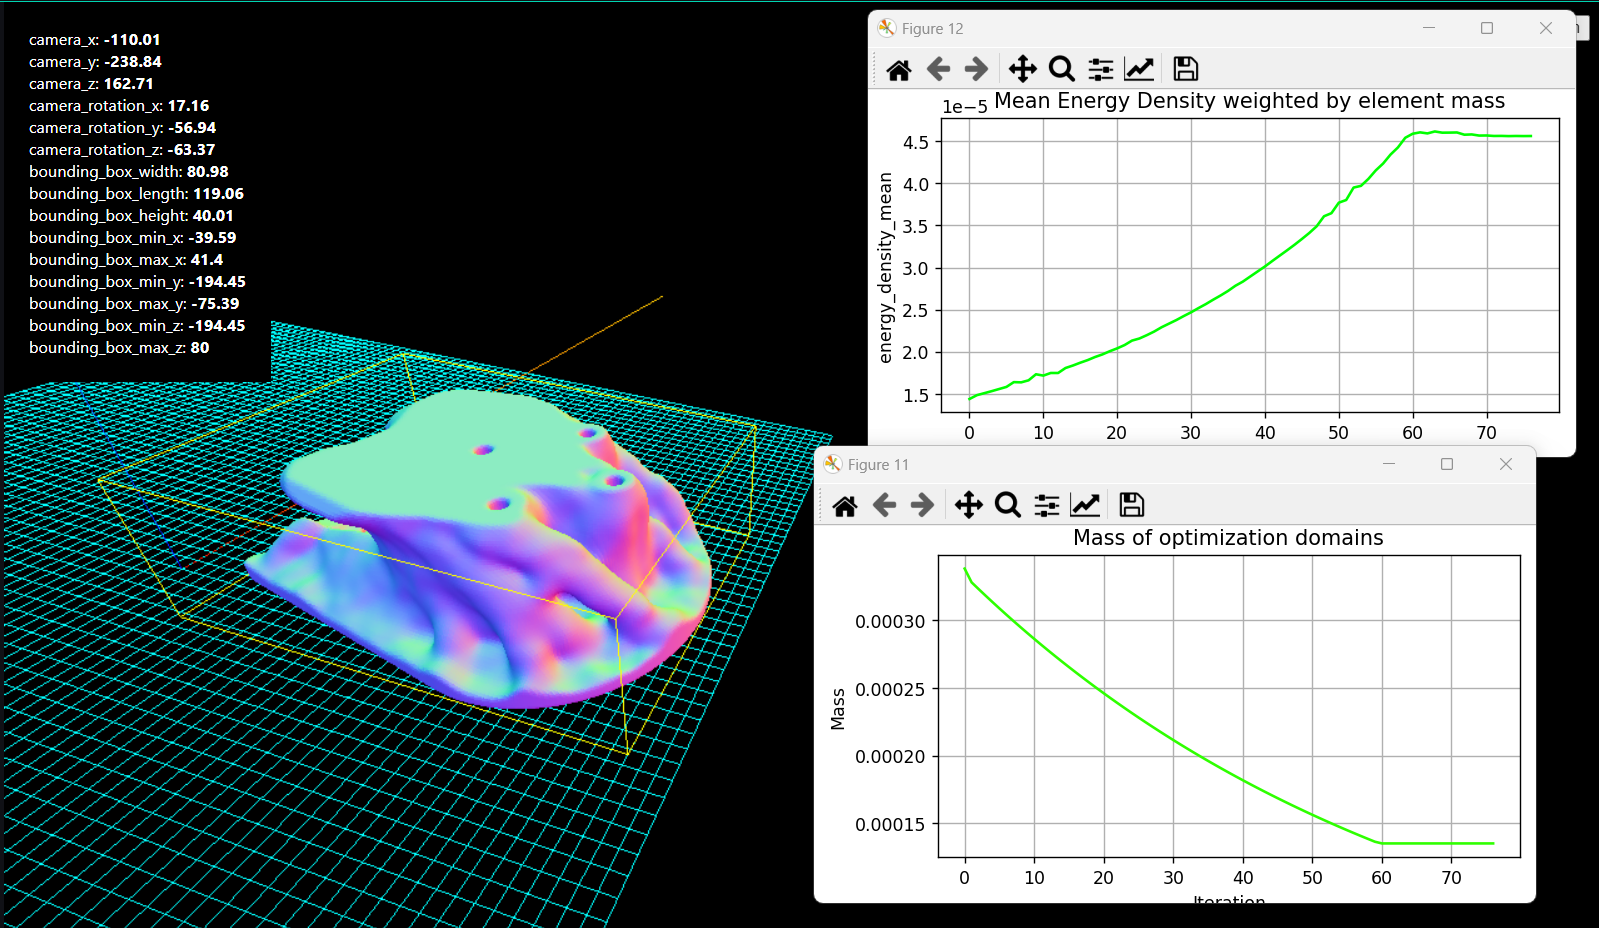 camera_x: -110.01
camera_y: -238.84
camera_z: 162.71
camera_rotation_x: 17.16
camera_rotation_y: -56.94
camera_rotation_z: -63.37
bounding_box_width: 80.98
bounding_box_length: 119.06
bounding_box_height: 40.01
bounding_box_min_x: -39.59
bounding_box_max_x: 41.4
bounding_box_min_y: -194.45
bounding_box_max_y: -75.39
bounding_box_min_z: -194.45
bounding_box_max_z: 80
Figure 12
1e−5
Mean Energy Density weighted by element mass
energy_density_mean
4.5
4.0
3.5
3.0
2.5
2.0
1.5
0 10 20 30 40 50 60 70
Figure 11
Mass of optimization domains
Mass
0.00030
0.00025
0.00020
0.00015
0 10 20 30 40 50 60 70
Iteration